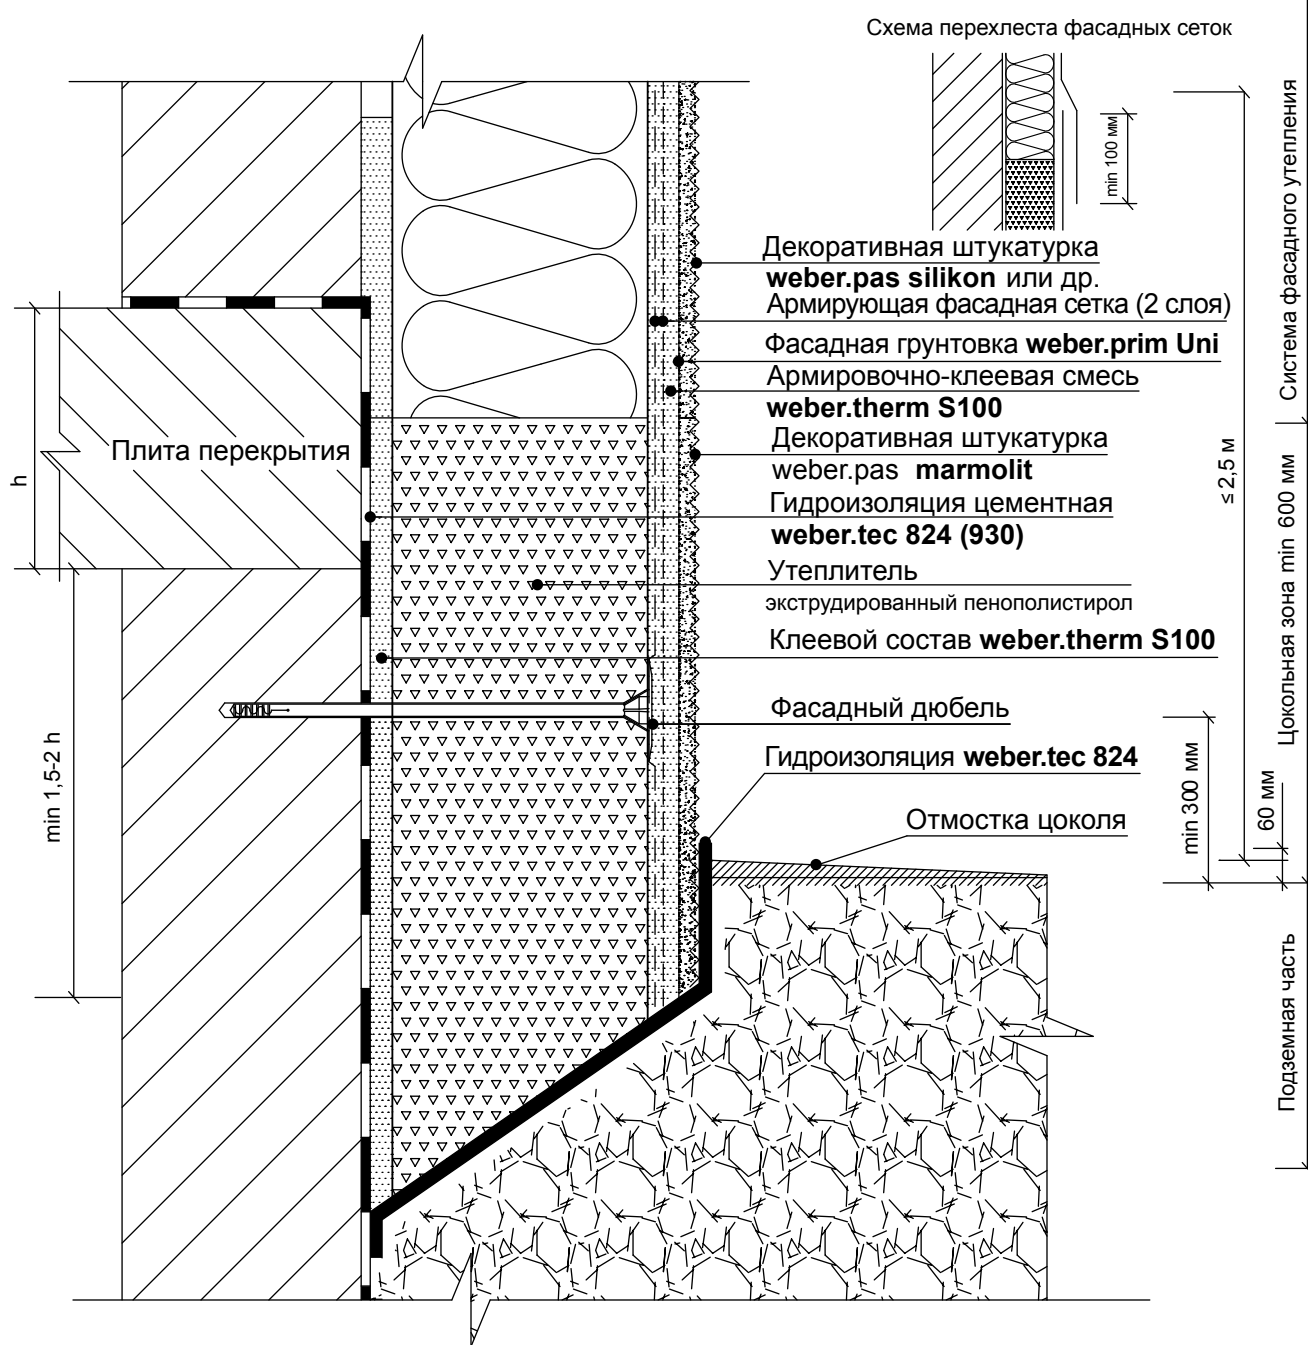 Схема перехлеста фасадных сеток
min 100 мм
Декоративная штукатурка
weber.pas silikon или др.
Армирующая фасадная сетка (2 слоя)
Фасадная грунтовка weber.prim Uni
Армировочно-клеевая смесь
weber.therm S100
Декоративная штукатурка
weber.pas marmolit
Гидроизоляция цементная
weber.tec 824 (930)
Утеплитель
экструдированный пенополистирол
Клеевой состав weber.therm S100
Фасадный дюбель
Гидроизоляция weber.tec 824
Отмостка цоколя
Плита перекрытия
h
min 1,5-2 h
min 300 мм
≤ 2,5 м
60 мм
Система фасадного утепления
Цокольная зона min 600 мм
Подземная часть